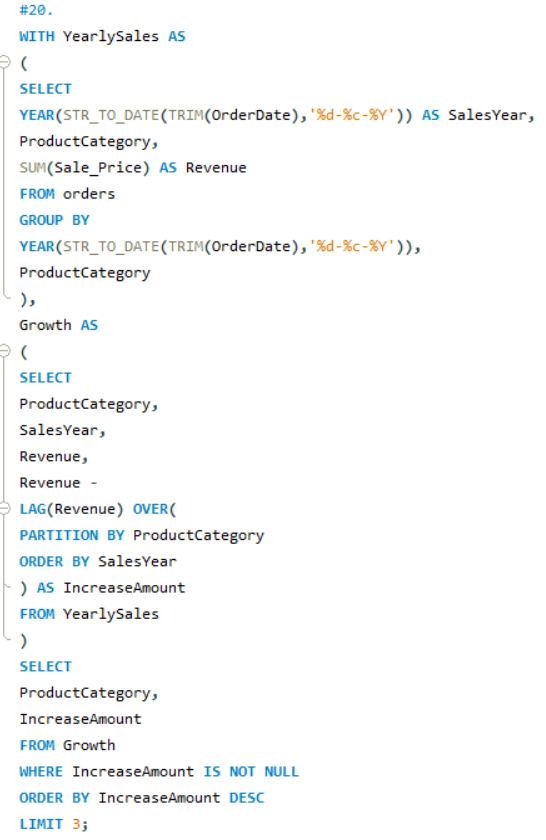 #20.
WITH YearlySales AS
(
SELECT
YEAR(STR_TO_DATE(TRIM(OrderDate),'%d-%c-%Y')) AS SalesYear,
ProductCategory,
SUM(Sale_Price) AS Revenue
FROM orders
GROUP BY
YEAR(STR_TO_DATE(TRIM(OrderDate),'%d-%c-%Y')),
ProductCategory
),
Growth AS
(
SELECT
ProductCategory,
SalesYear,
Revenue,
Revenue -
LAG(Revenue) OVER(
PARTITION BY ProductCategory
ORDER BY SalesYear
) AS IncreaseAmount
FROM YearlySales
)
SELECT
ProductCategory,
IncreaseAmount
FROM Growth
WHERE IncreaseAmount IS NOT NULL
ORDER BY IncreaseAmount DESC
LIMIT 3;